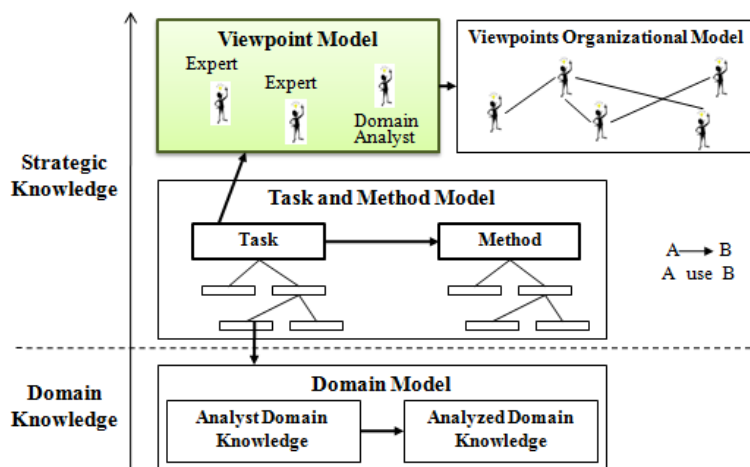 Viewpoint Model
Expert
Expert
Domain
Analyst
Viewpoints Organizational Model
Strategic
Knowledge
Task and Method Model
Task
Method
A B
A use B
Domain
Knowledge
Domain Model
Analyst Domain
Knowledge
Analyzed Domain
Knowledge